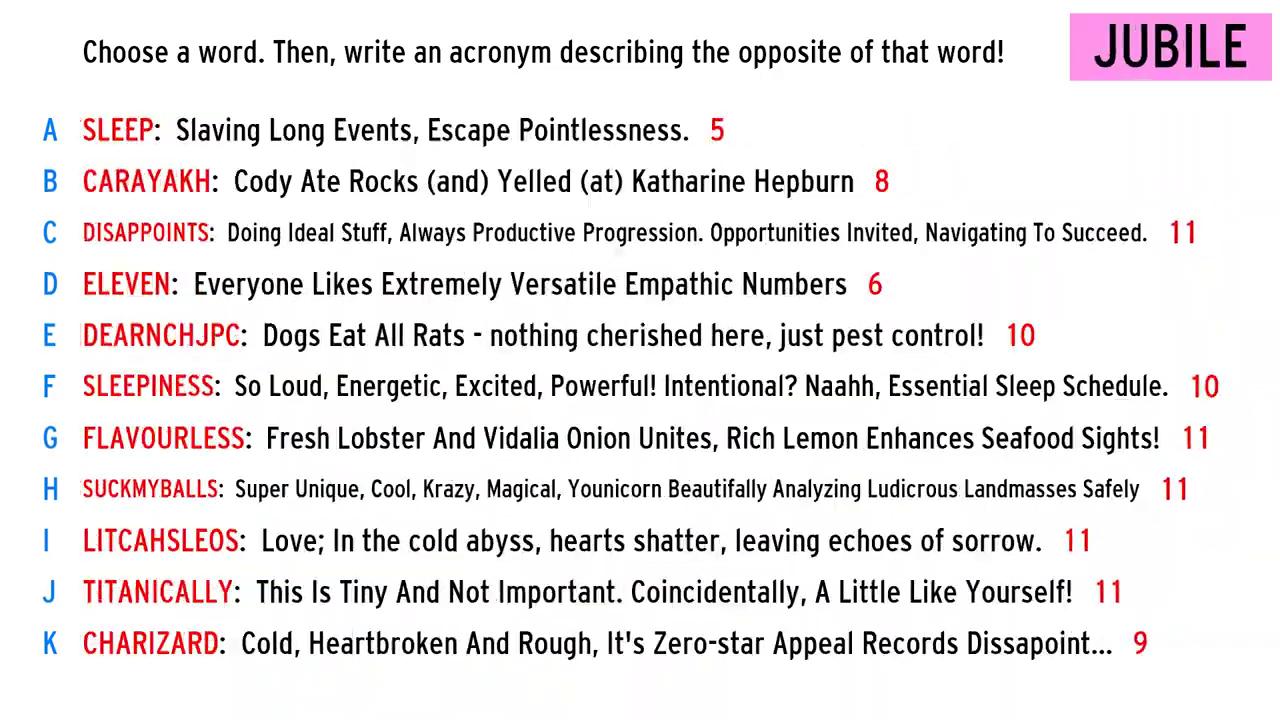 Choose a word. Then, write an acronym describing the opposite of that word!
JUBILE
A SLEEP: Slaving Long Events, Escape Pointlessness. 5
B CARAYAKH: Cody Ate Rocks (and) Yelled (at) Katharine Hepburn 8
C DISAPPOINTS: Doing Ideal Stuff, Always Productive Progression. Opportunities Invited, Navigating To Succeed. 11
D ELEVEN: Everyone Likes Extremely Versatile Empathic Numbers 6
E DEARNCHJPC: Dogs Eat All Rats - nothing cherished here, just pest control! 10
F SLEEPINESS: So Loud, Energetic, Excited, Powerful! Intentional? Naahh, Essential Sleep Schedule. 10
G FLAVOURLESS: Fresh Lobster And Vidalia Onion Unites, Rich Lemon Enhances Seafood Sights! 11
H SUCKMYBALLS: Super Unique, Cool, Krazy, Magical, Younicorn Beautifally Analyzing Ludicrous Landmasses Safely 11
I LITCAHSLEOS: Love; In the cold abyss, hearts shatter, leaving echoes of sorrow. 11
J TITANICALLY: This Is Tiny And Not Important. Coincidentally, A Little Like Yourself! 11
K CHARIZARD: Cold, Heartbroken And Rough, It's Zero-star Appeal Records Dissapoint... 9